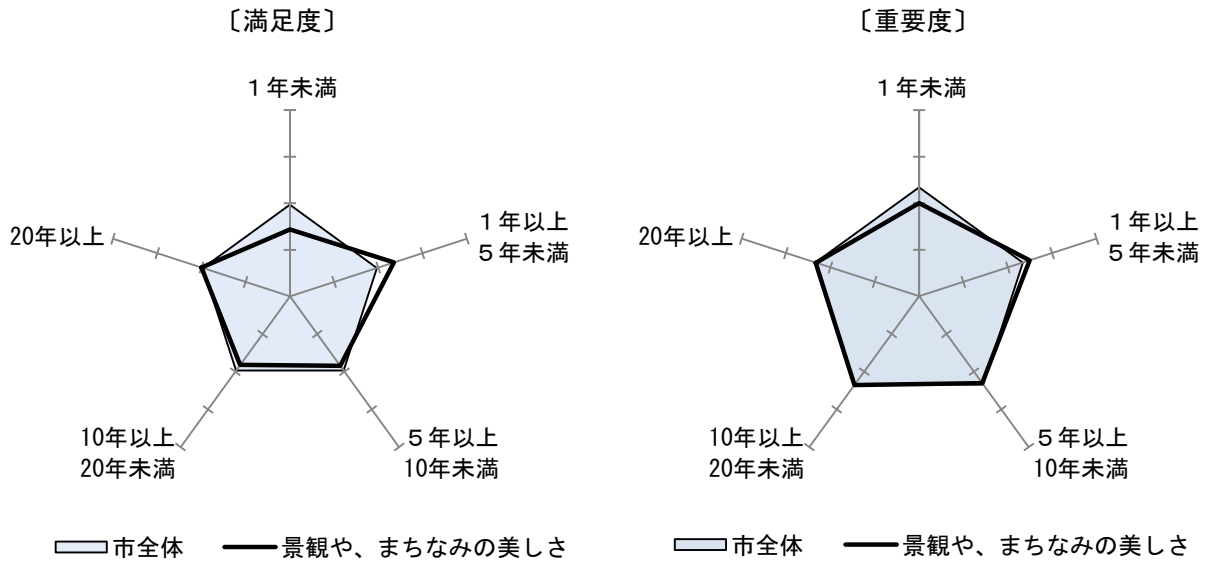 〔満足度〕
１年未満
１年以上
５年未満
５年以上
10年未満
10年以上
20年未満
20年以上
市全体
景観や、まちなみの美しさ
〔重要度〕
１年未満
１年以上
５年未満
５年以上
10年未満
10年以上
20年未満
20年以上
市全体
景観や、まちなみの美しさ